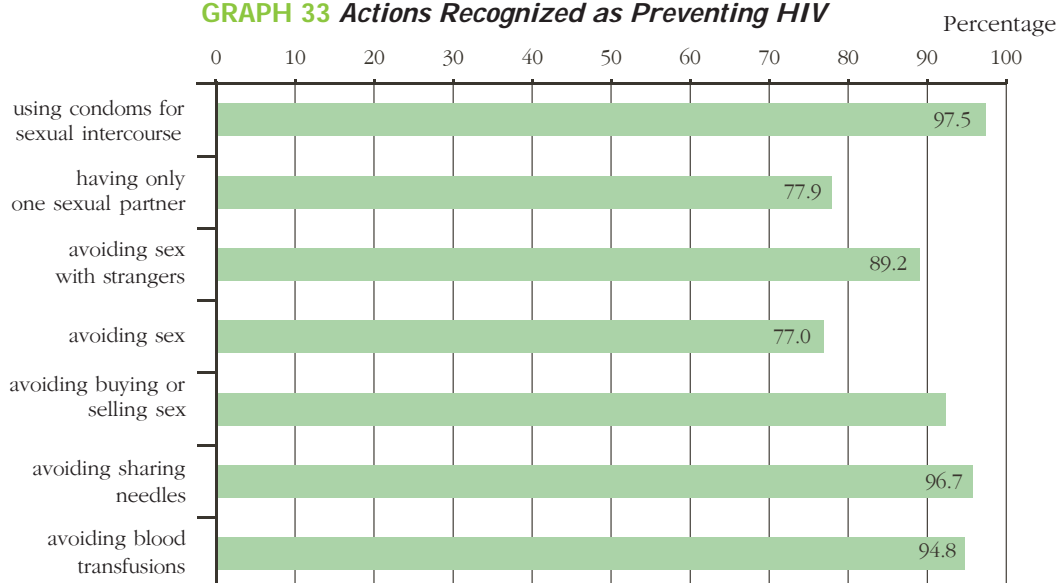 GRAPH 33 Actions Recognized as Preventing HIV
Percentage
0 10 20 30 40 50 60 70 80 90 100
using condoms for
sexual intercourse
97.5
having only
one sexual partner
77.9
avoiding sex
with strangers
89.2
avoiding sex
77.0
avoiding buying or
selling sex
avoiding sharing
needles
96.7
avoiding blood
transfusions
94.8